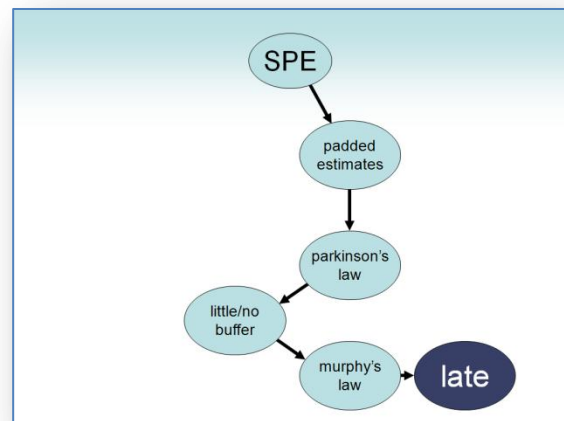 SPE
padded
estimates
parkinson's
law
little/no
buffer
murphy's
law
late